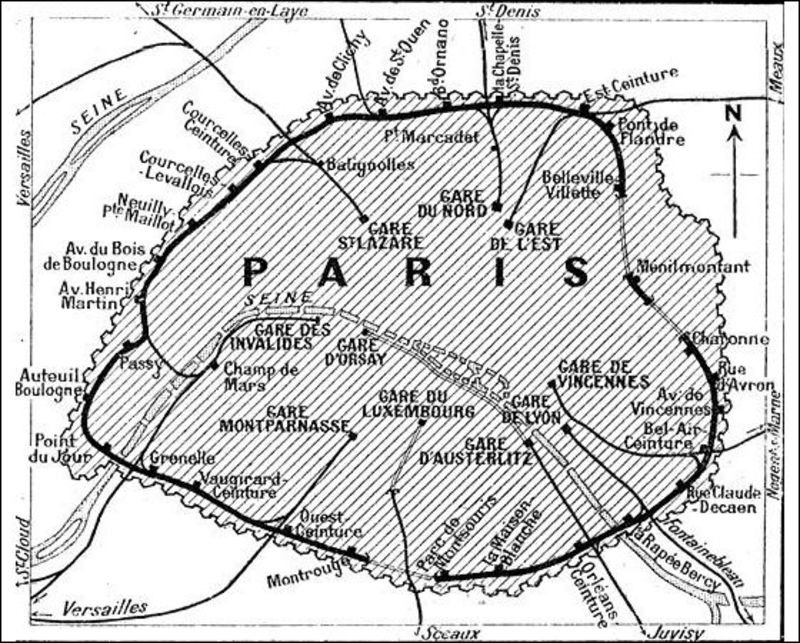 St Germain-en-Laye
St Denis
Meaux
SEINE
Av. de Clichy
Av. de St Ouen
Bd Ornano
la Chapelle-
St Denis
Est Ceinture
N
Versailles
Courcelles
Ceinture
Pt Marcadet
Pont de
Flandre
Courcelles
-Levallois
Batignolles
Belleville
Villette
Neuilly-
Pte Maillot
GARE
ST LAZARE
GARE
DU NORD
GARE
DE L'EST
Av. du Bois
de Boulogne
PARIS
Ménilmontant
Av. Henri
Martin
SEINE
GARE DES
INVALIDES
GARE
D'ORSAY
Charonne
Passy
Champ de
Mars
GARE DE
VINCENNES
Rue
d'Avron
Auteuil
Boulogne
GARE DU
LUXEMBOURG
GARE
DE LYON
Av. de
Vincennes
GARE
MONTPARNASSE
Bel-Air-
Ceinture
Nogent s/ Marne
Point
du Jour
Grenelle
GARE
D'AUSTERLITZ
Vaugirard-
Ceinture
Rue Claude
-Decaen
Ouest-
Ceinture
Parc de
Montsouris
la Maison-
Blanche
la Rapée Bercy
Fontainebleau
St Cloud
Montrouge
Orléans
Ceinture
Versailles
Sceaux
Juvisy